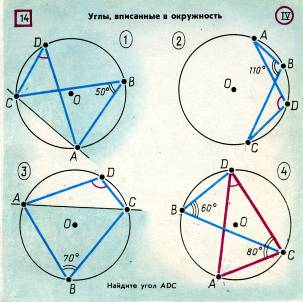 14 Углы, вписанные в окружность IV
1 2
D A
B
50°
110° B
O O
C D
A C
3 4
D D
A C B 60°
O O
80° C
70°
B A
Найдите угол ADC